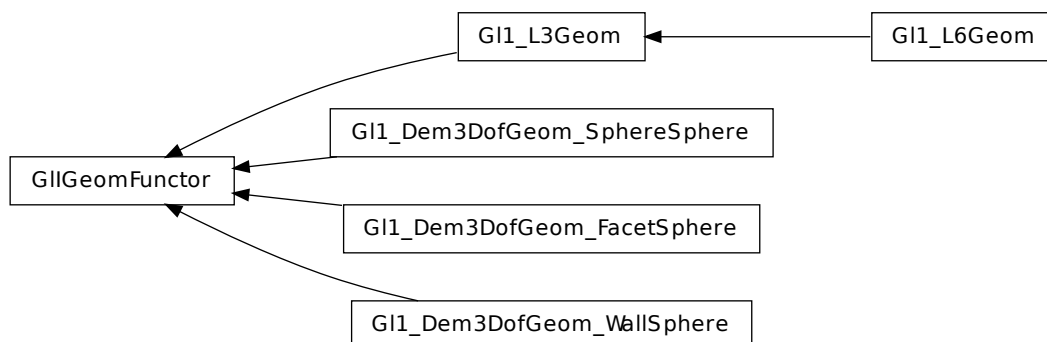 Gl1_L3Geom
Gl1_L6Geom
Gl1_Dem3DofGeom_SphereSphere
GlIGeomFunctor
Gl1_Dem3DofGeom_FacetSphere
Gl1_Dem3DofGeom_WallSphere